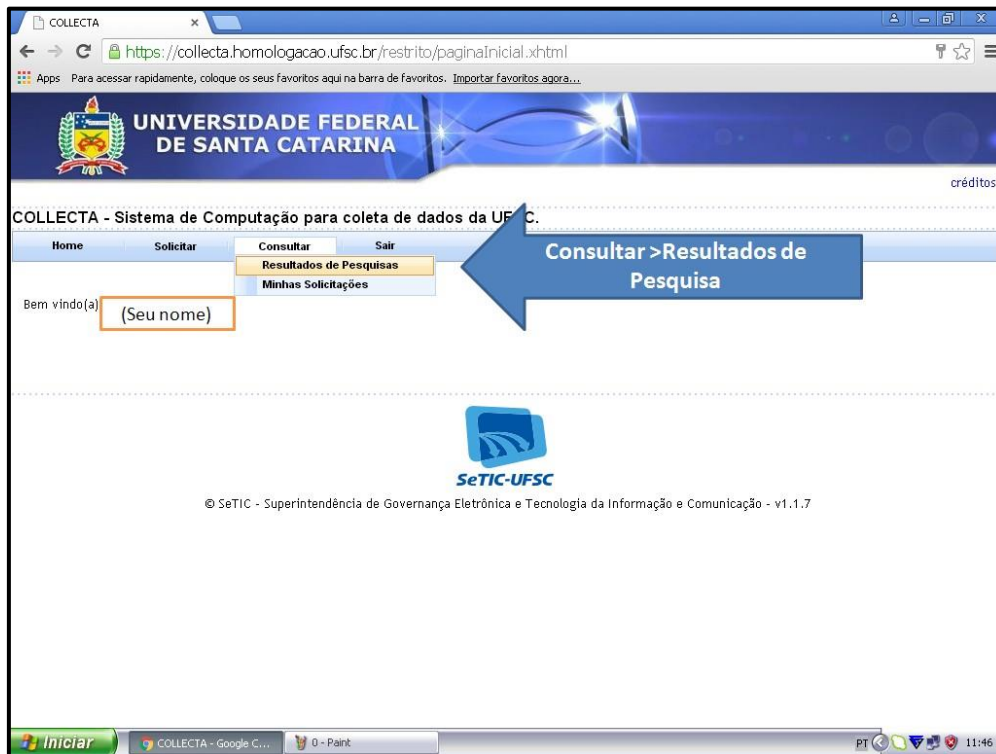 COLLECTA
https://collecta.homologacao.ufsc.br/restrito/paginaInicial.xhtml
Apps Para acessar rapidamente, coloque os seus favoritos aqui na barra de favoritos. Importar favoritos agora...
UNIVERSIDADE FEDERAL
DE SANTA CATARINA
créditos
COLLECTA - Sistema de Computação para coleta de dados da UFSC.
Home Solicitar Consultar Sair
Resultados de Pesquisas
Minhas Solicitações
Consultar >Resultados de
Pesquisa
Bem vindo(a)
(Seu nome)
SeTIC-UFSC
© SeTIC - Superintendência de Governança Eletrônica e Tecnologia da Informação e Comunicação - v1.1.7
Iniciar COLLECTA - Google C... 0 - Paint PT 11:46